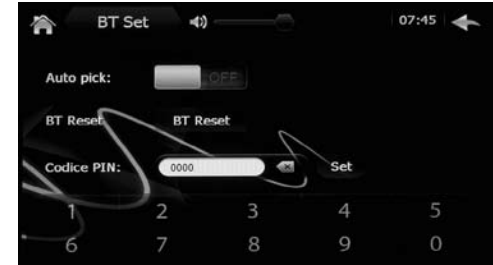 BT Set 07:45
Auto pick: OFF
BT Reset BT Reset
Codice PIN: 0000 Set
1 2 3 4 5
6 7 8 9 0